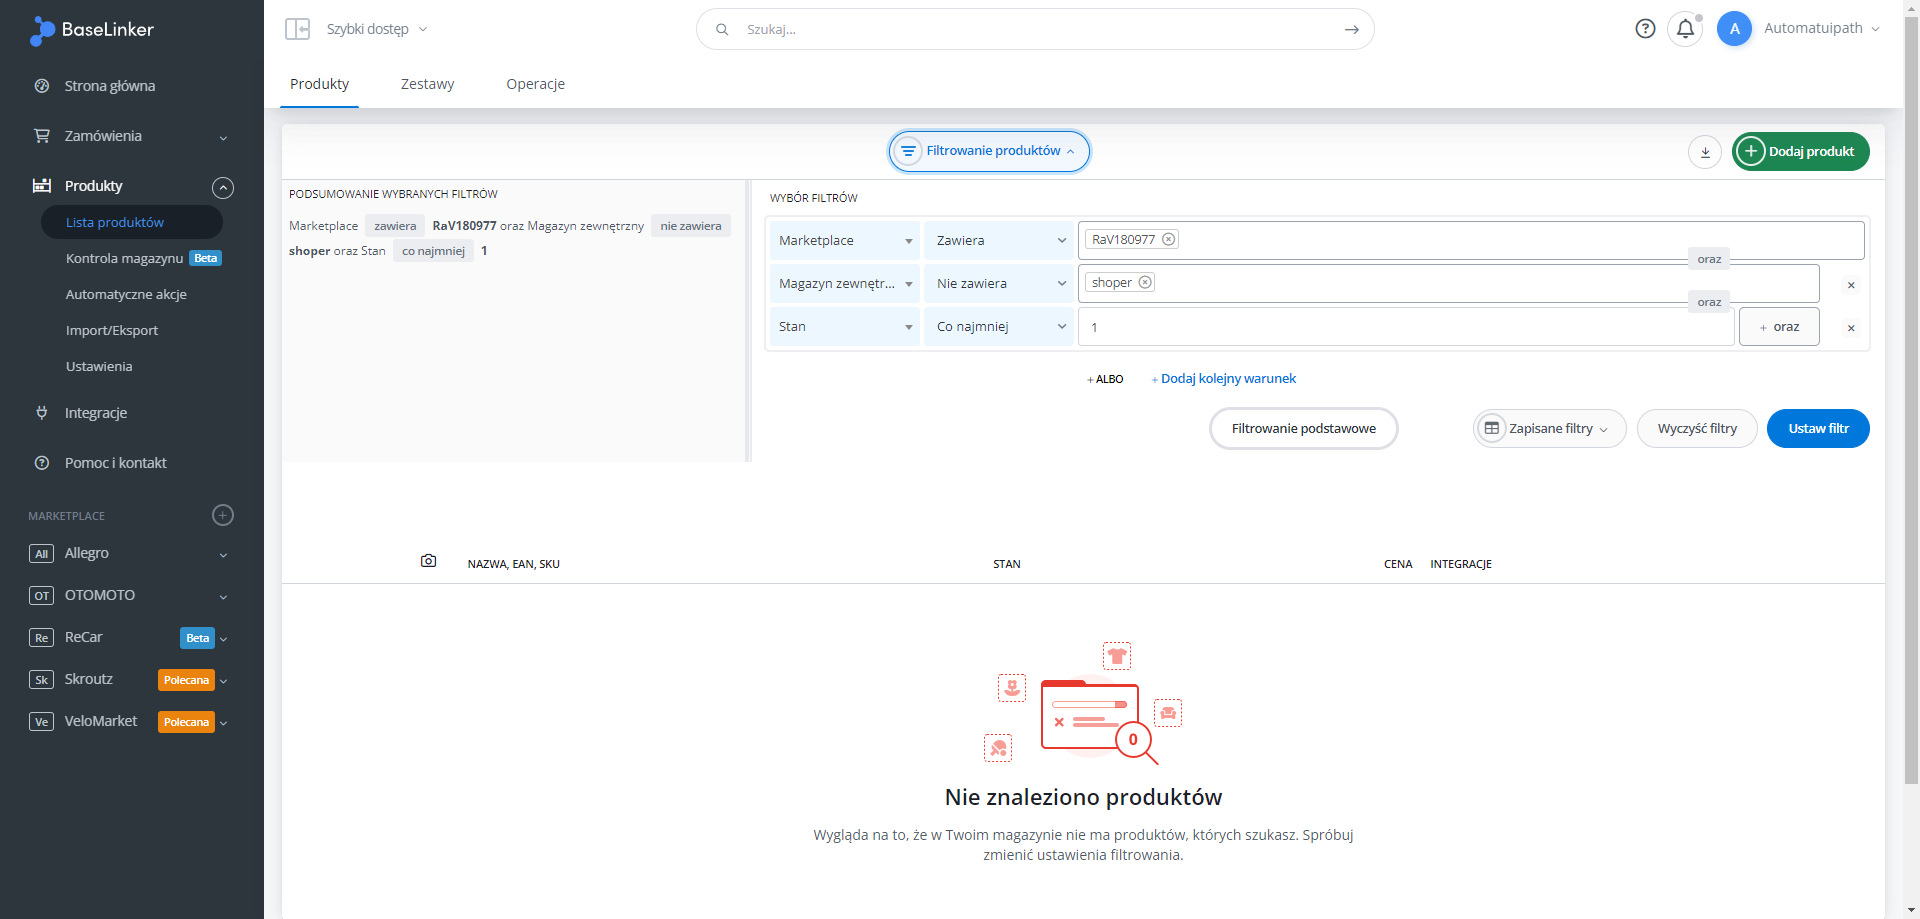 BaseLinker
Szybki dostęp
Szukaj...
A
Automatuipath
Strona główna
Zamówienia
Produkty
Lista produktów
Kontrola magazynu Beta
Automatyczne akcje
Import/Eksport
Ustawienia
Integracje
Pomoc i kontakt
MARKETPLACE
All Allegro
OT OTOMOTO
Re ReCar Beta
Sk Skroutz Polecana
Ve VeloMarket Polecana
Produkty Zestawy Operacje
Filtrowanie produktów
Dodaj produkt
PODSUMOWANIE WYBRANYCH FILTRÓW
Marketplace zawiera RaV180977 oraz Magazyn zewnętrzny nie zawiera
shoper oraz Stan co najmniej 1
WYBÓR FILTRÓW
Marketplace Zawiera RaV180977
oraz
Magazyn zewnętr... Nie zawiera shoper
oraz
Stan Co najmniej 1 + oraz
+ ALBO + Dodaj kolejny warunek
Filtrowanie podstawowe Zapisane filtry Wyczyść filtry Ustaw filtr
NAZWA, EAN, SKU STAN CENA INTEGRACJE
0
Nie znaleziono produktów
Wygląda na to, że w Twoim magazynie nie ma produktów, których szukasz. Spróbuj
zmienić ustawienia filtrowania.